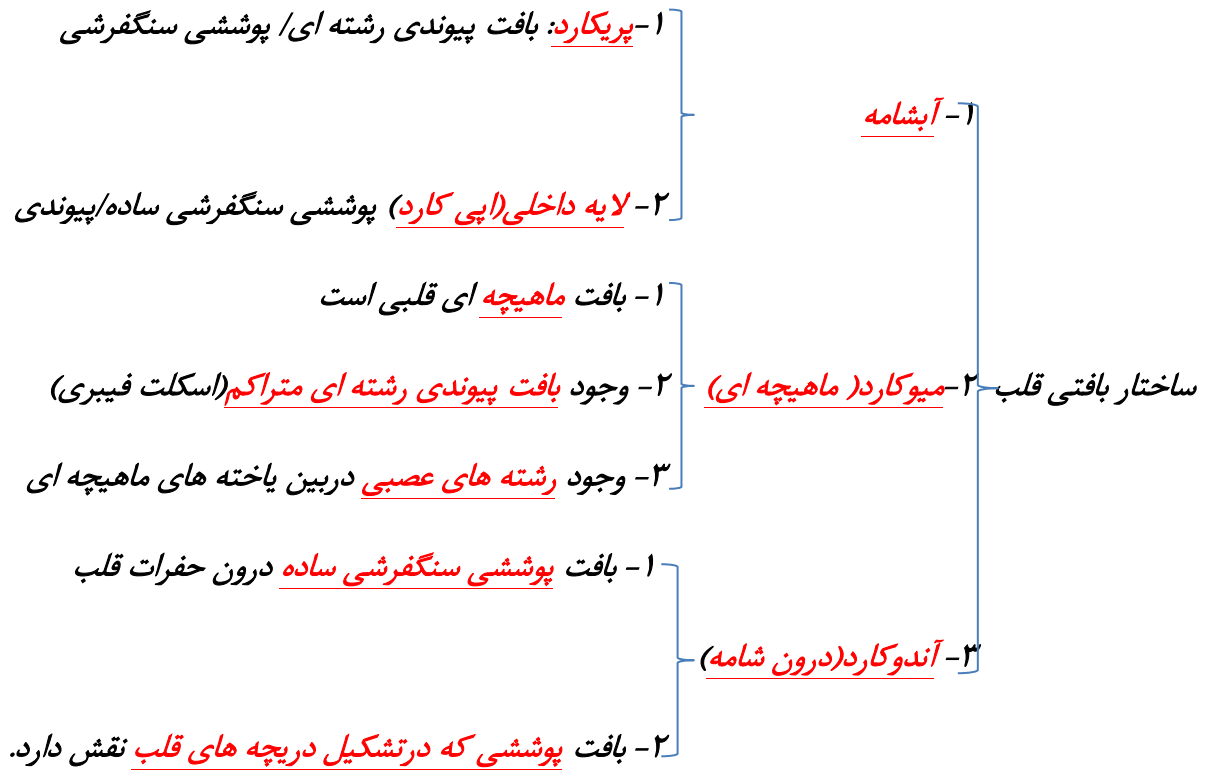 ۱-پریکارد: بافت پیوندی رشته ای/ پوششی سنگفرشی
۱- آبشامه
۲- لایه داخلی(اپی کارد) پوششی سنگفرشی ساده/پیوندی
۱- بافت ماهیچه ای قلبی است
ساختار بافتی قلب
۲-میوکارد( ماهیچه ای)
۲- وجود بافت پیوندی رشته ای متراکم(اسکلت فیبری)
۳- وجود رشته های عصبی دربین یاخته های ماهیچه ای
۱- بافت پوششی سنگفرشی ساده درون حفرات قلب
۳- آندوکارد(درون شامه)
۲- بافت پوششی که درتشکیل دریچه های قلب نقش دارد.